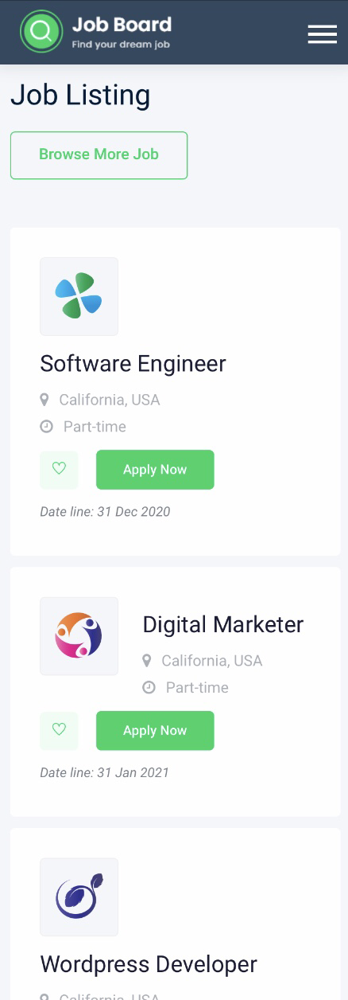 Job Board
Find your dream job
Job Listing
Browse More Job
Software Engineer
California, USA
Part-time
Apply Now
Date line: 31 Dec 2020
Digital Marketer
California, USA
Part-time
Apply Now
Date line: 31 Jan 2021
Wordpress Developer
California, USA